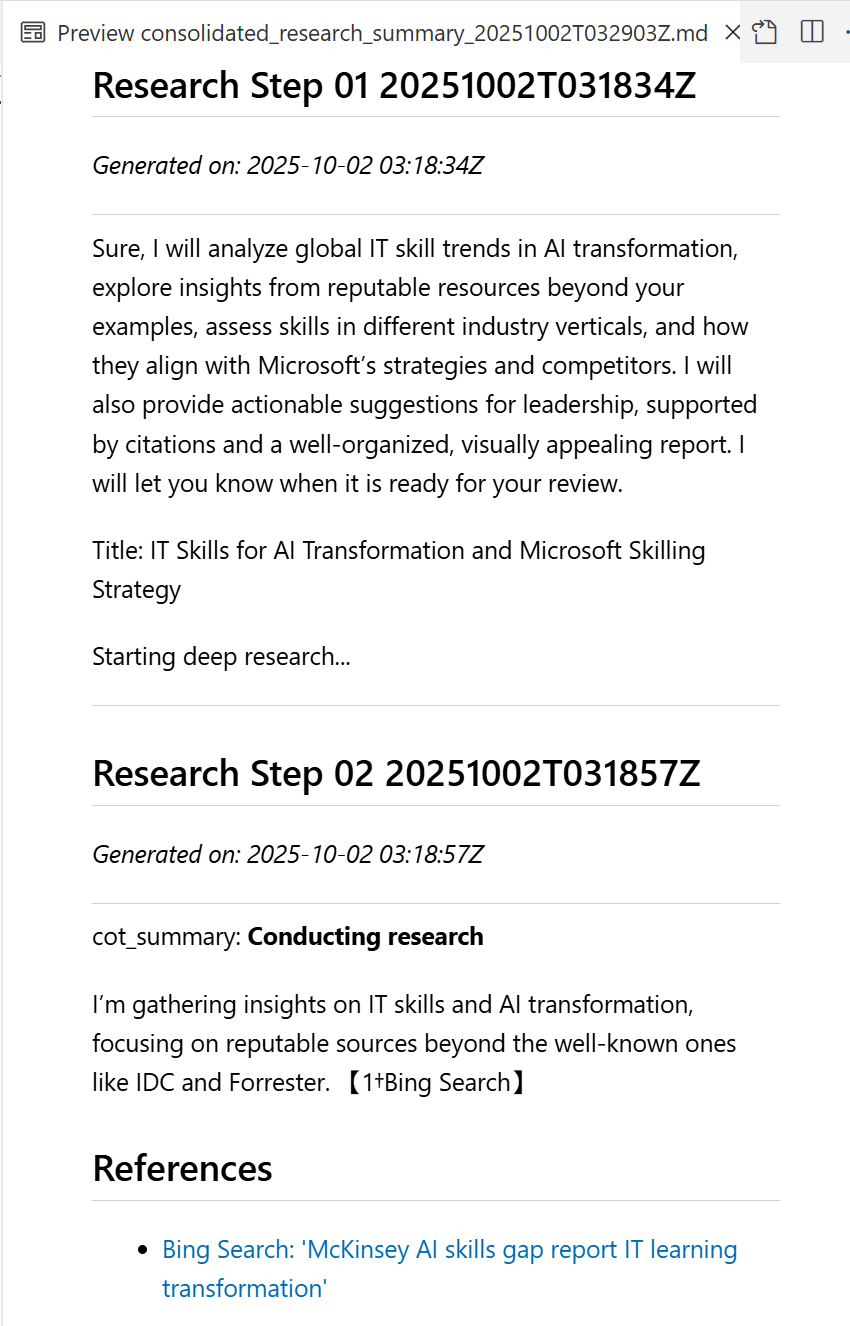 Preview consolidated_research_summary_20251002T032903Z.md
Research Step 01 20251002T031834Z
Generated on: 2025-10-02 03:18:34Z
Sure, I will analyze global IT skill trends in AI transformation,
explore insights from reputable resources beyond your
examples, assess skills in different industry verticals, and how
they align with Microsoft’s strategies and competitors. I will
also provide actionable suggestions for leadership, supported
by citations and a well-organized, visually appealing report. I
will let you know when it is ready for your review.
Title: IT Skills for AI Transformation and Microsoft Skilling
Strategy
Starting deep research...
Research Step 02 20251002T031857Z
Generated on: 2025-10-02 03:18:57Z
cot_summary: Conducting research
I’m gathering insights on IT skills and AI transformation,
focusing on reputable sources beyond the well-known ones
like IDC and Forrester. 【1†Bing Search】
References
• Bing Search: 'McKinsey AI skills gap report IT learning
transformation'